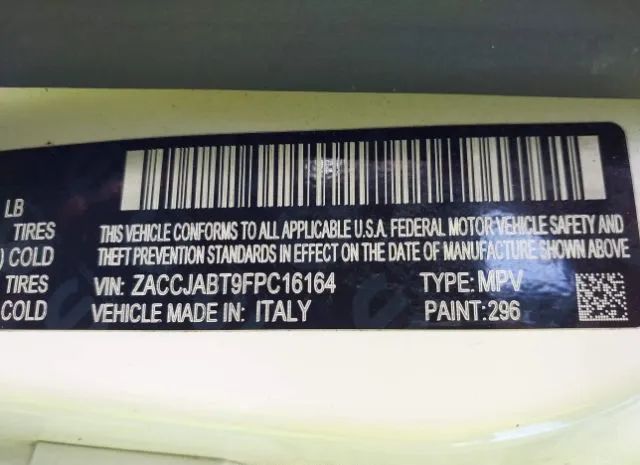 LB
TIRES
) COLD
TIRES
COLD
THIS VEHICLE CONFORMS TO ALL APPLICABLE U.S.A. FEDERAL MOTOR VEHICLE SAFETY AND
THEFT PREVENTION STANDARDS IN EFFECT ON THE DATE OF MANUFACTURE SHOWN ABOVE
VIN: ZACCJABT9FPC16164 TYPE: MPV
VEHICLE MADE IN: ITALY PAINT: 296